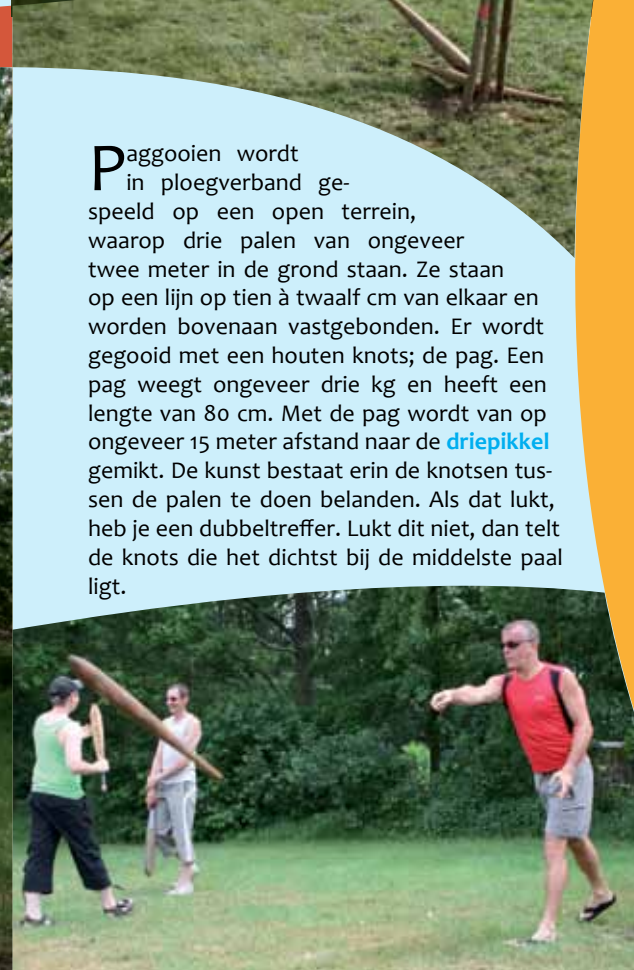 Paggooien wordt
in ploegverband ge-
speeld op een open terrein,
waarop drie palen van ongeveer
twee meter in de grond staan. Ze staan
op een lijn op tien à twaalf cm van elkaar en
worden bovenaan vastgebonden. Er wordt
gegooid met een houten knots; de pag. Een
pag weegt ongeveer drie kg en heeft een
lengte van 80 cm. Met de pag wordt van op
ongeveer 15 meter afstand naar de driepikkel
gemikt. De kunst bestaat erin de knotsen tus-
sen de palen te doen belanden. Als dat lukt,
heb je een dubbeltreffer. Lukt dit niet, dan telt
de knots die het dichtst bij de middelste paal
ligt.